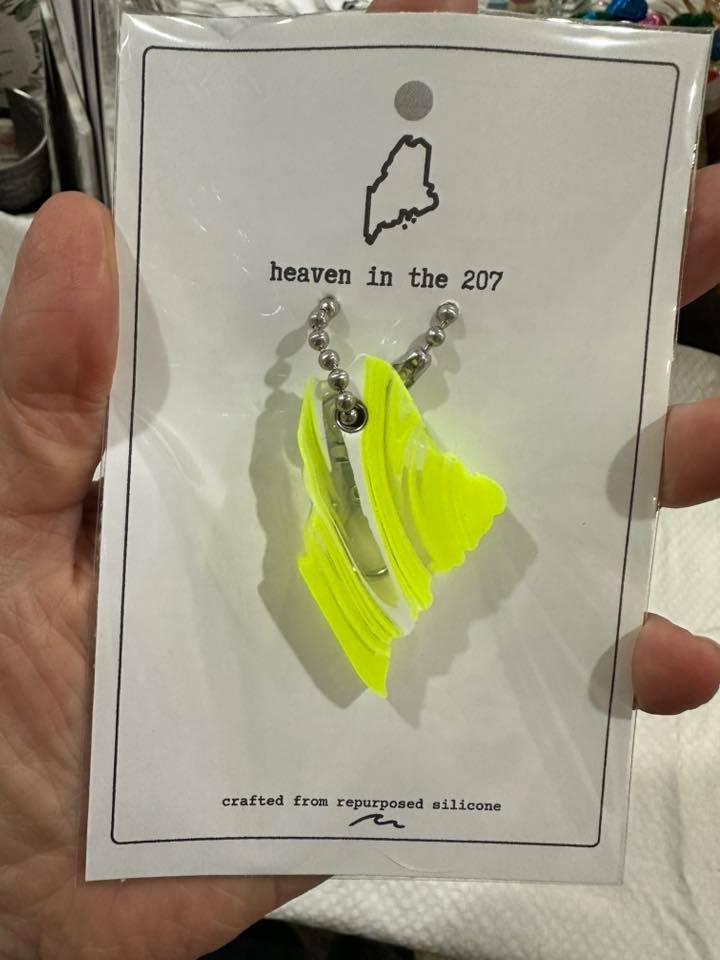 heaven in the 207
crafted from repurposed silicone